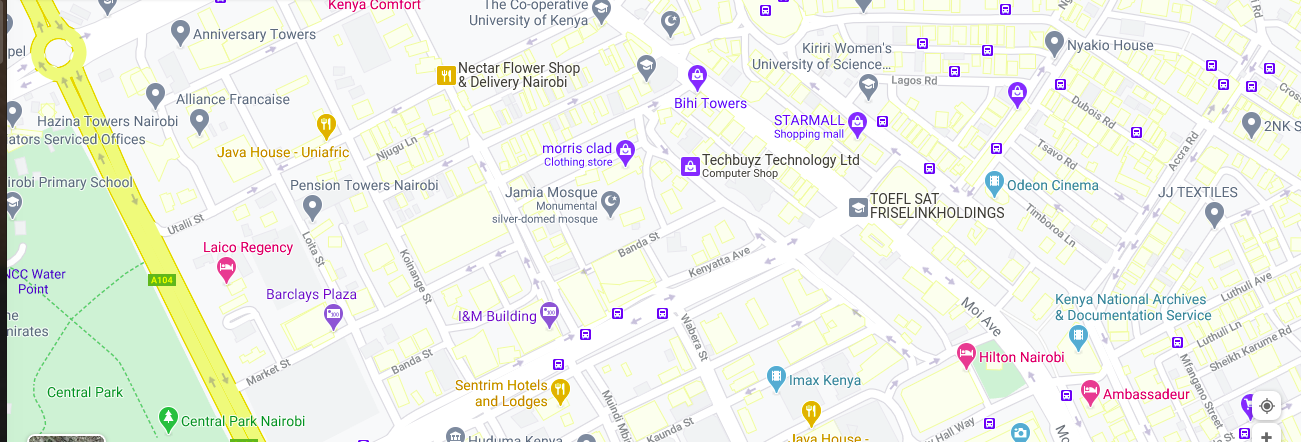 Kenya Comfort
The Co-operative
University of Kenya
Anniversary Towers
Kiriri Women's
University of Science...
Nyakio House
Nectar Flower Shop
& Delivery Nairobi
Lagos Rd
Alliance Francaise
Bihi Towers
Dubois Rd
Hazina Towers Nairobi
ators Serviced Offices
STARMALL
Shopping mall
2NK S
Java House - Uniafric
Njugu Ln
morris clad
Clothing store
Techbuyz Technology Ltd
Computer Shop
Tsavo Rd
Accra Rd
irobi Primary School
Pension Towers Nairobi
Jamia Mosque
Monumental
silver-domed mosque
Odeon Cinema
JJ TEXTILES
TOEFL SAT
FRISELINKHOLDINGS
Utalii St
Timboroa Ln
Laico Regency
Loita St
Banda St
Kenyatta Ave
NCC Water
Point
A104
Koinange St
Luthuli Ave
Barclays Plaza
I&M Building
Moi Ave
Kenya National Archives
& Documentation Service
Wabera St
Luthuli Ln
Sheikh Karume Rd
Market St
Banda St
Hilton Nairobi
Mfangano Street
Central Park
Sentrim Hotels
and Lodges
Imax Kenya
Ambassadeur
Central Park Nairobi
Muindi Mbi
Kaunda St
Huduma Kenya
Java House -
y Hall Way